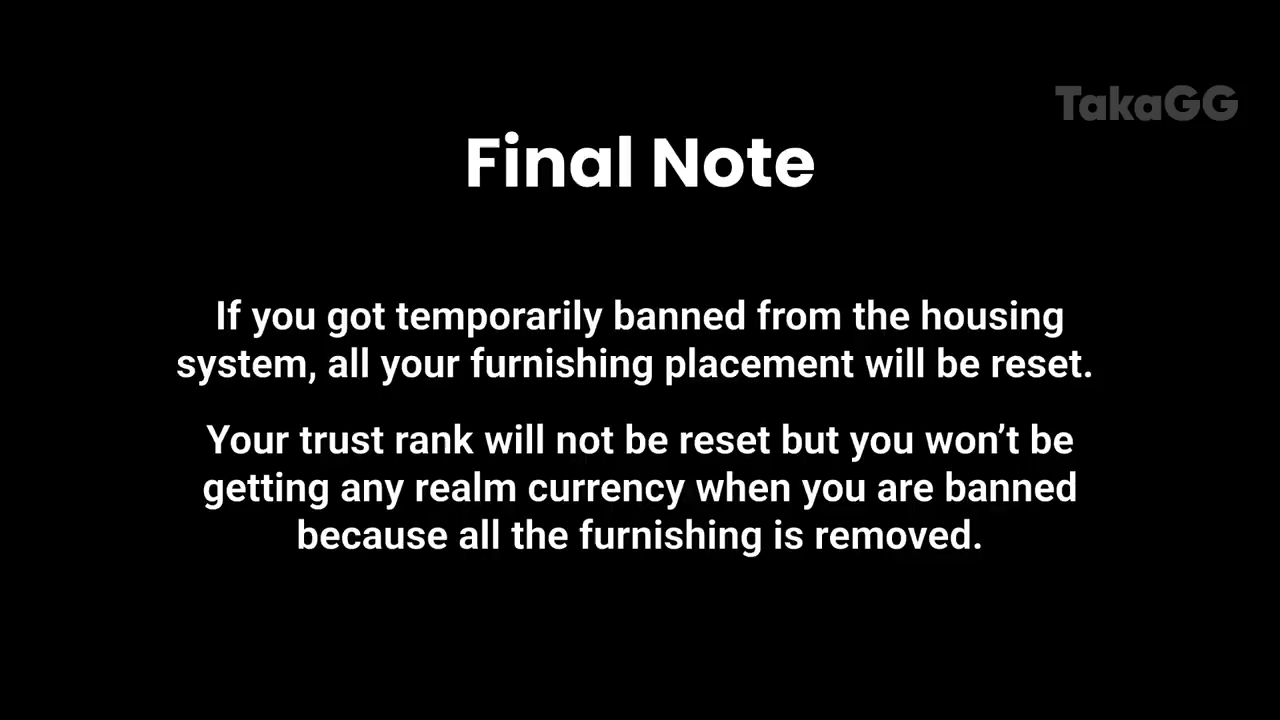 TakaGG
Final Note
If you got temporarily banned from the housing
system, all your furnishing placement will be reset.
Your trust rank will not be reset but you won’t be
getting any realm currency when you are banned
because all the furnishing is removed.